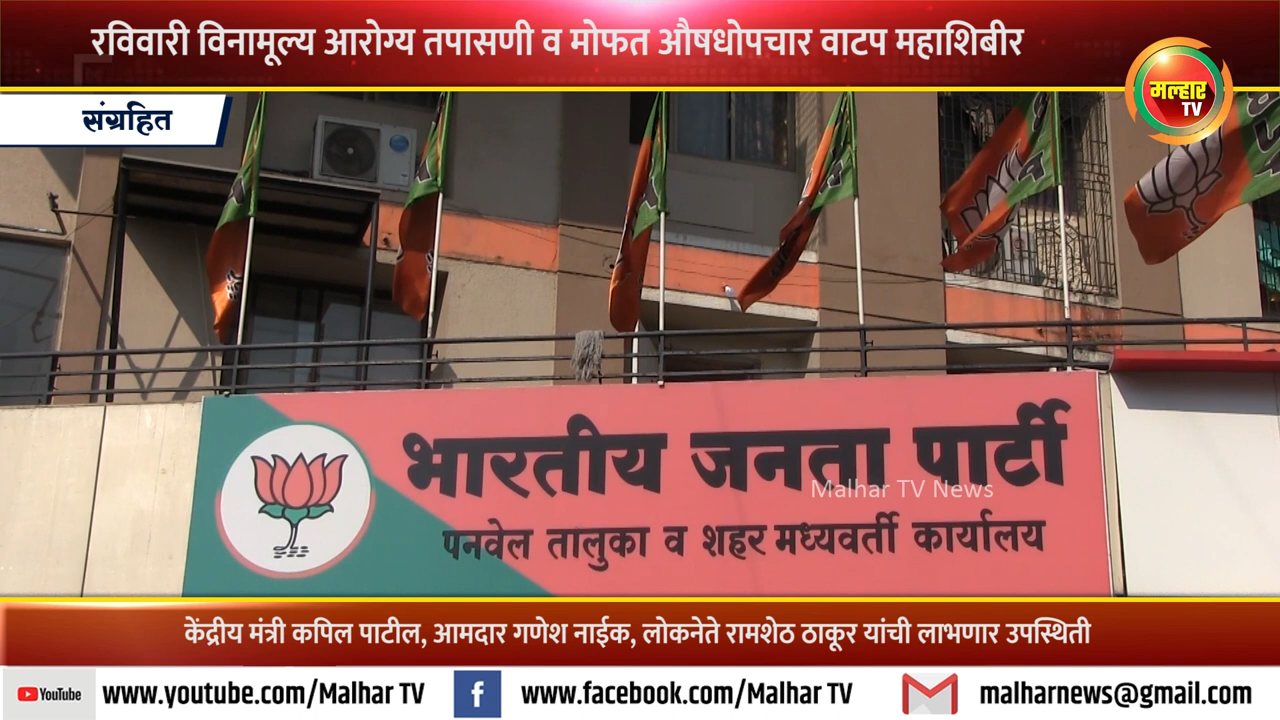 रविवारी विनामूल्य आरोग्य तपासणी व मोफत औषधोपचार वाटप महाशिबीर
मल्हार
TV
संग्रहित
भारतीय जनता पार्टी
Malhar TV News
पनवेल तालुका व शहर मध्यवर्ती कार्यालय
केंद्रीय मंत्री कपिल पाटील, आमदार गणेश नाईक, लोकनेते रामशेठ ठाकूर यांची लाभणार उपस्थिती
YouTube www.youtube.com/Malhar TV f www.facebook.com/Malhar TV malharnews@gmail.com